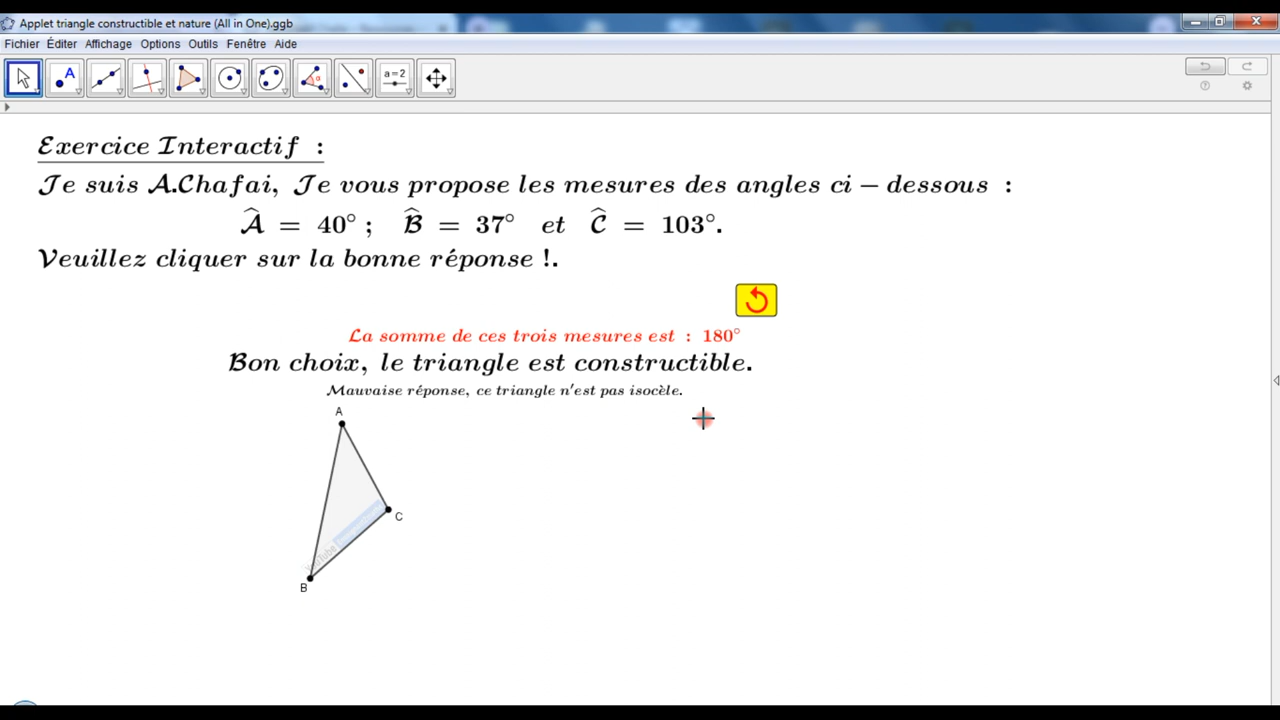 Applet triangle constructible et nature (All in One).ggb
Fichier Éditer Affichage Options Outils Fenêtre Aide
A a=2
Exercice Interactif :
Je suis A.Chafai, Je vous propose les mesures des angles ci - dessous :
Â = 40° ; B̂ = 37° et Ĉ = 103°.
Veuillez cliquer sur la bonne réponse !.
La somme de ces trois mesures est : 180°
Bon choix, le triangle est constructible.
Mauvaise réponse, ce triangle n'est pas isocèle.
A
C
B